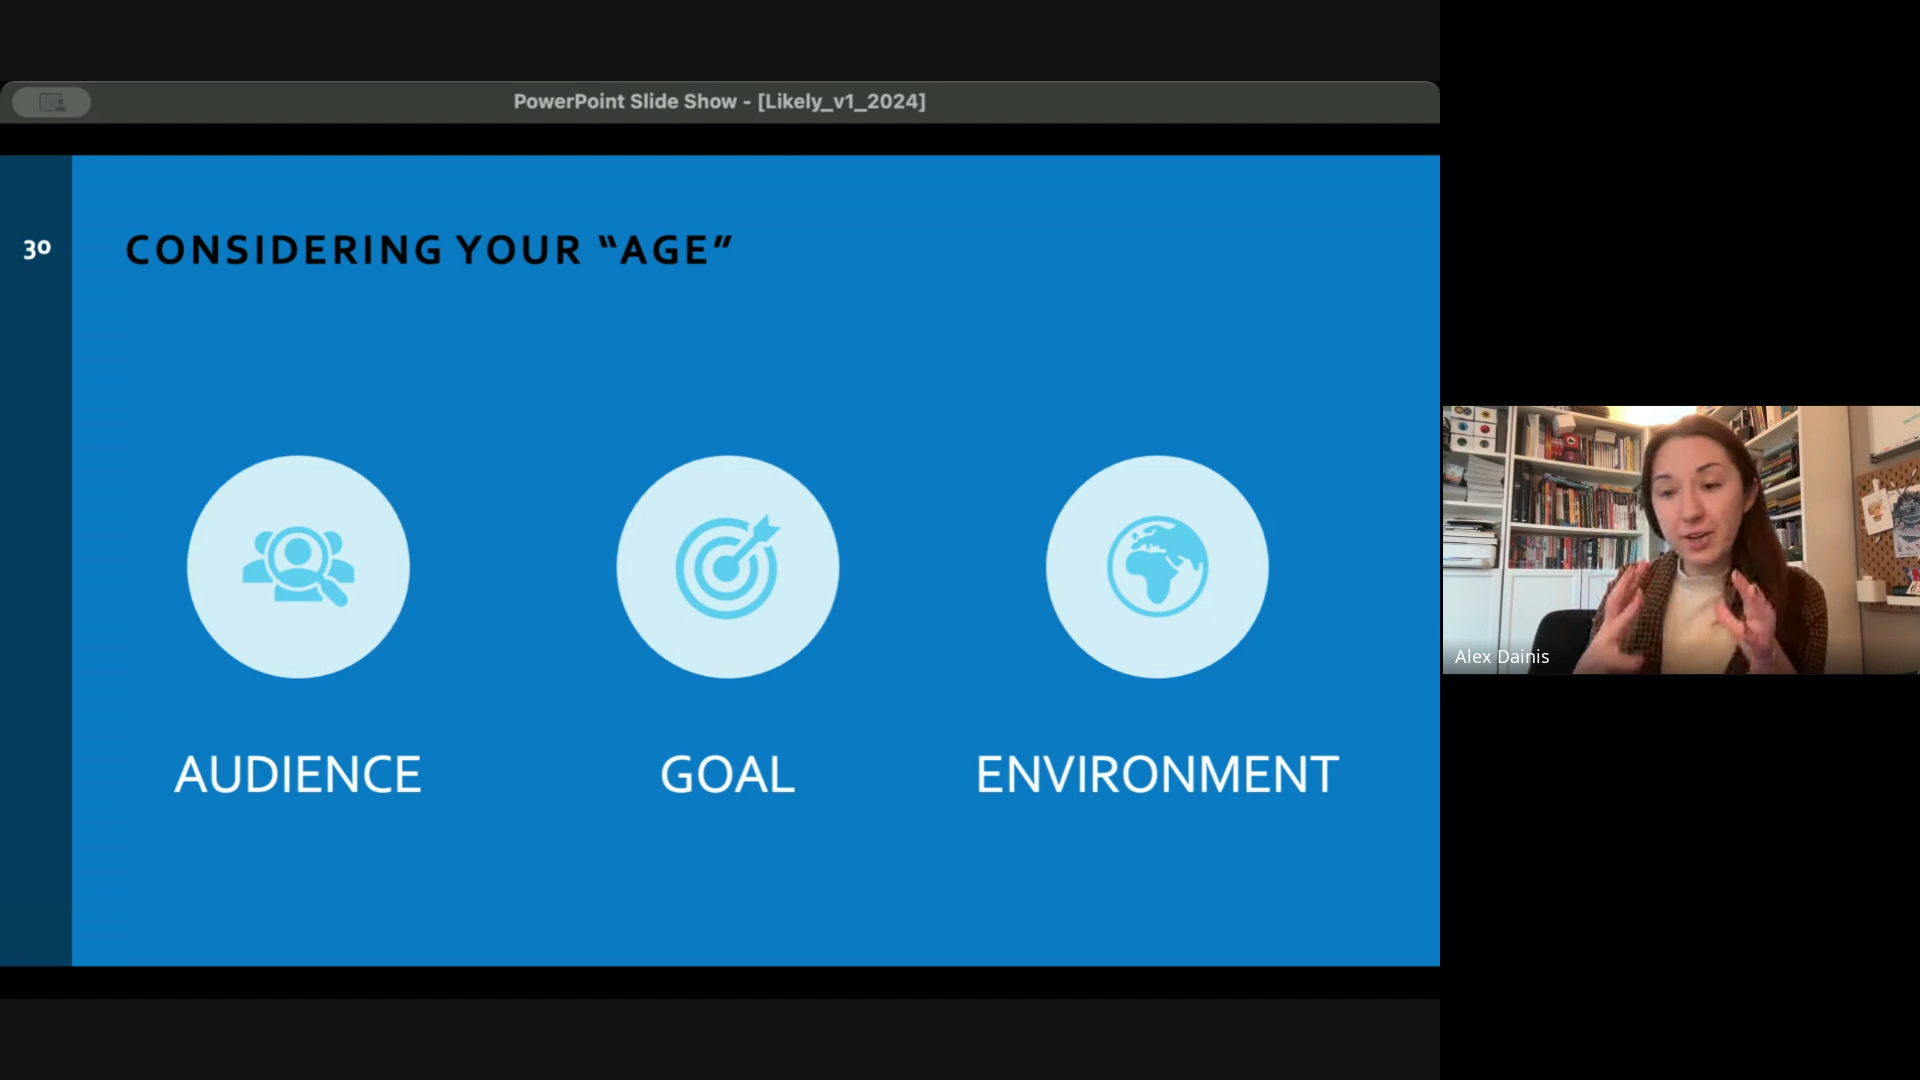 PowerPoint Slide Show - [Likely_v1_2024]
30
CONSIDERING YOUR “AGE”
AUDIENCE
GOAL
ENVIRONMENT
Alex Dainis